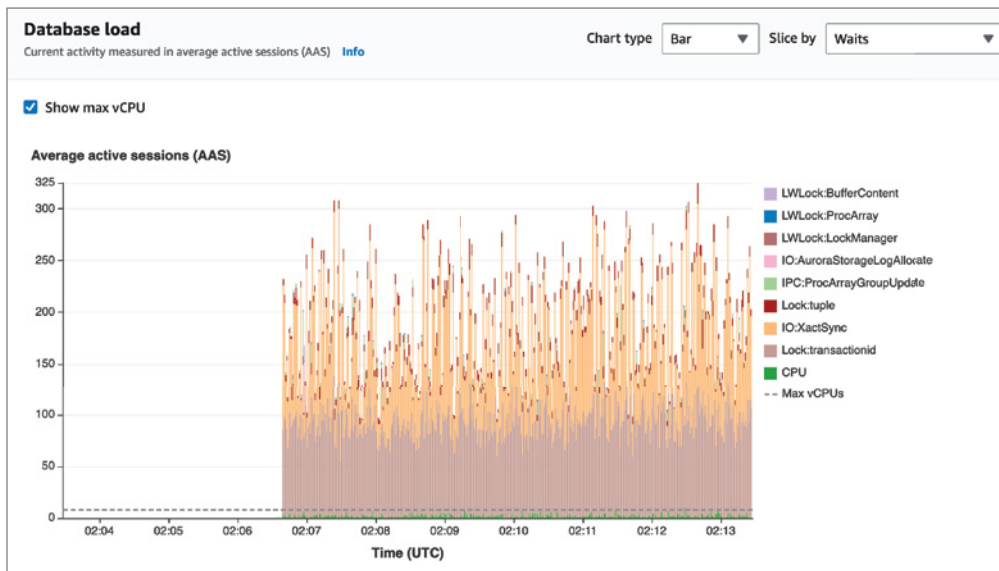 Database load
Current activity measured in average active sessions (AAS) Info
Chart type Bar Slice by Waits
Show max vCPU
Average active sessions (AAS)
325
300
250
200
150
100
50
0
02:04 02:05 02:06 02:07 02:08 02:09 02:10 02:11 02:12 02:13
Time (UTC)
LWLock:BufferContent
LWLock:ProcArray
LWLock:LockManager
IO:AuroraStorageLogAllocate
IPC:ProcArrayGroupUpdate
Lock:tuple
IO:XactSync
Lock:transactionid
CPU
Max vCPUs